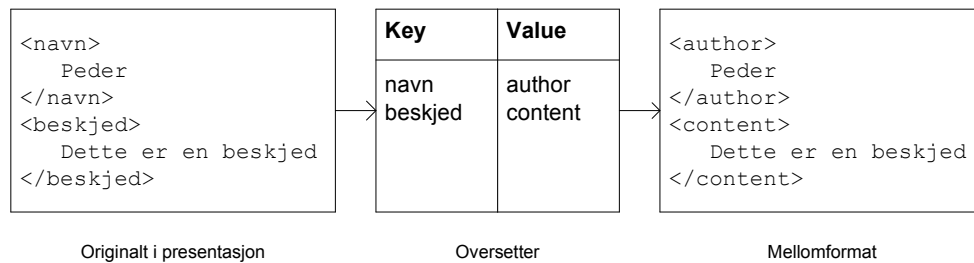 <navn>
Peder
</navn>
<beskjed>
Dette er en beskjed
</beskjed>
Key Value
navn author
beskjed content
<author>
Peder
</author>
<content>
Dette er en beskjed
</content>
Originalt i presentasjon
Oversetter
Mellomformat